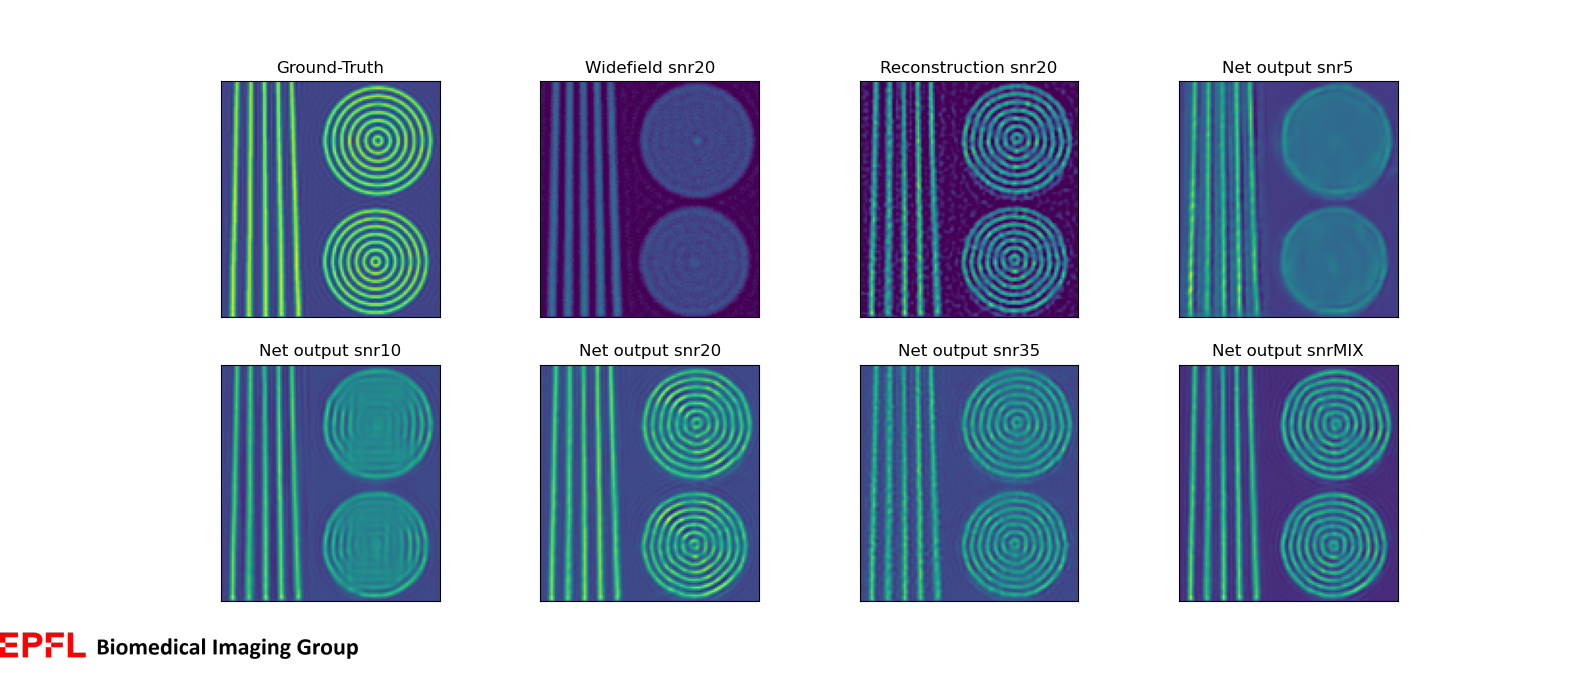 Ground-Truth
Widefield snr20
Reconstruction snr20
Net output snr5
Net output snr10
Net output snr20
Net output snr35
Net output snrMIX
EPFL Biomedical Imaging Group